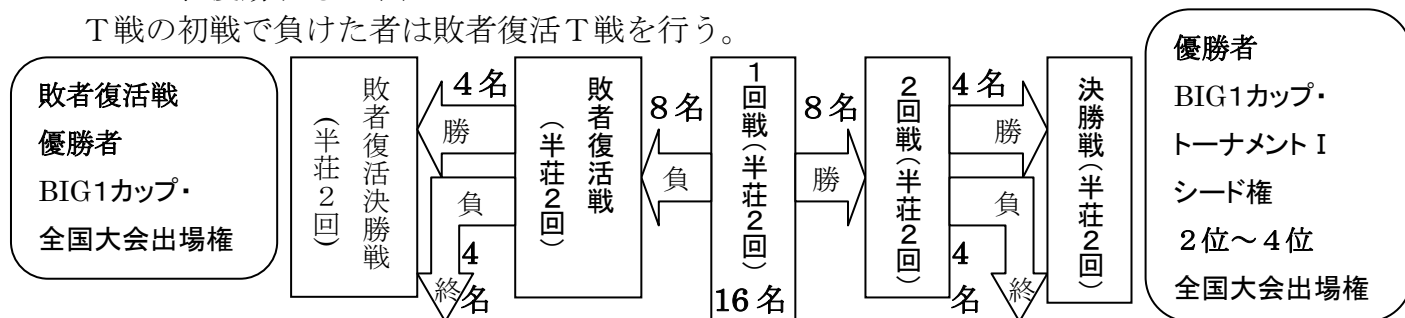 T戦の初戦で負けた者は敗者復活T戦を行う。
敗者復活戦
優勝者
BIG1カップ・
全国大会出場権
敗者復活決勝戦
(半荘2回)
4名
勝
負
4名
終
敗者復活戦
(半荘2回)
8名
負
1回戦(半荘2回)
16名
8名
勝
2回戦(半荘2回)
4名
勝
負
4名
終
決勝戦(半荘2回)
優勝者
BIG1カップ・
トーナメントⅠ
シード権
2位~4位
全国大会出場権